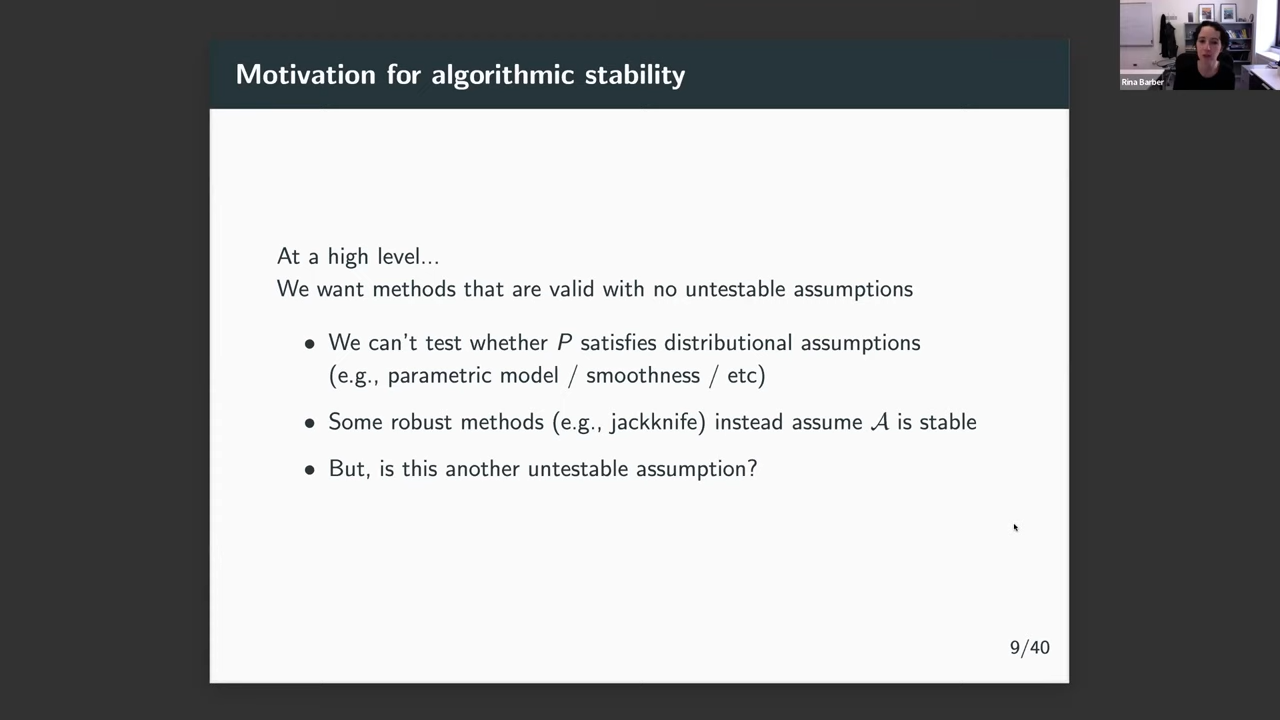 Motivation for algorithmic stability
Rina Barber
At a high level...
We want methods that are valid with no untestable assumptions
• We can't test whether P satisfies distributional assumptions
(e.g., parametric model / smoothness / etc)
• Some robust methods (e.g., jackknife) instead assume 𝒜 is stable
• But, is this another untestable assumption?
9/40